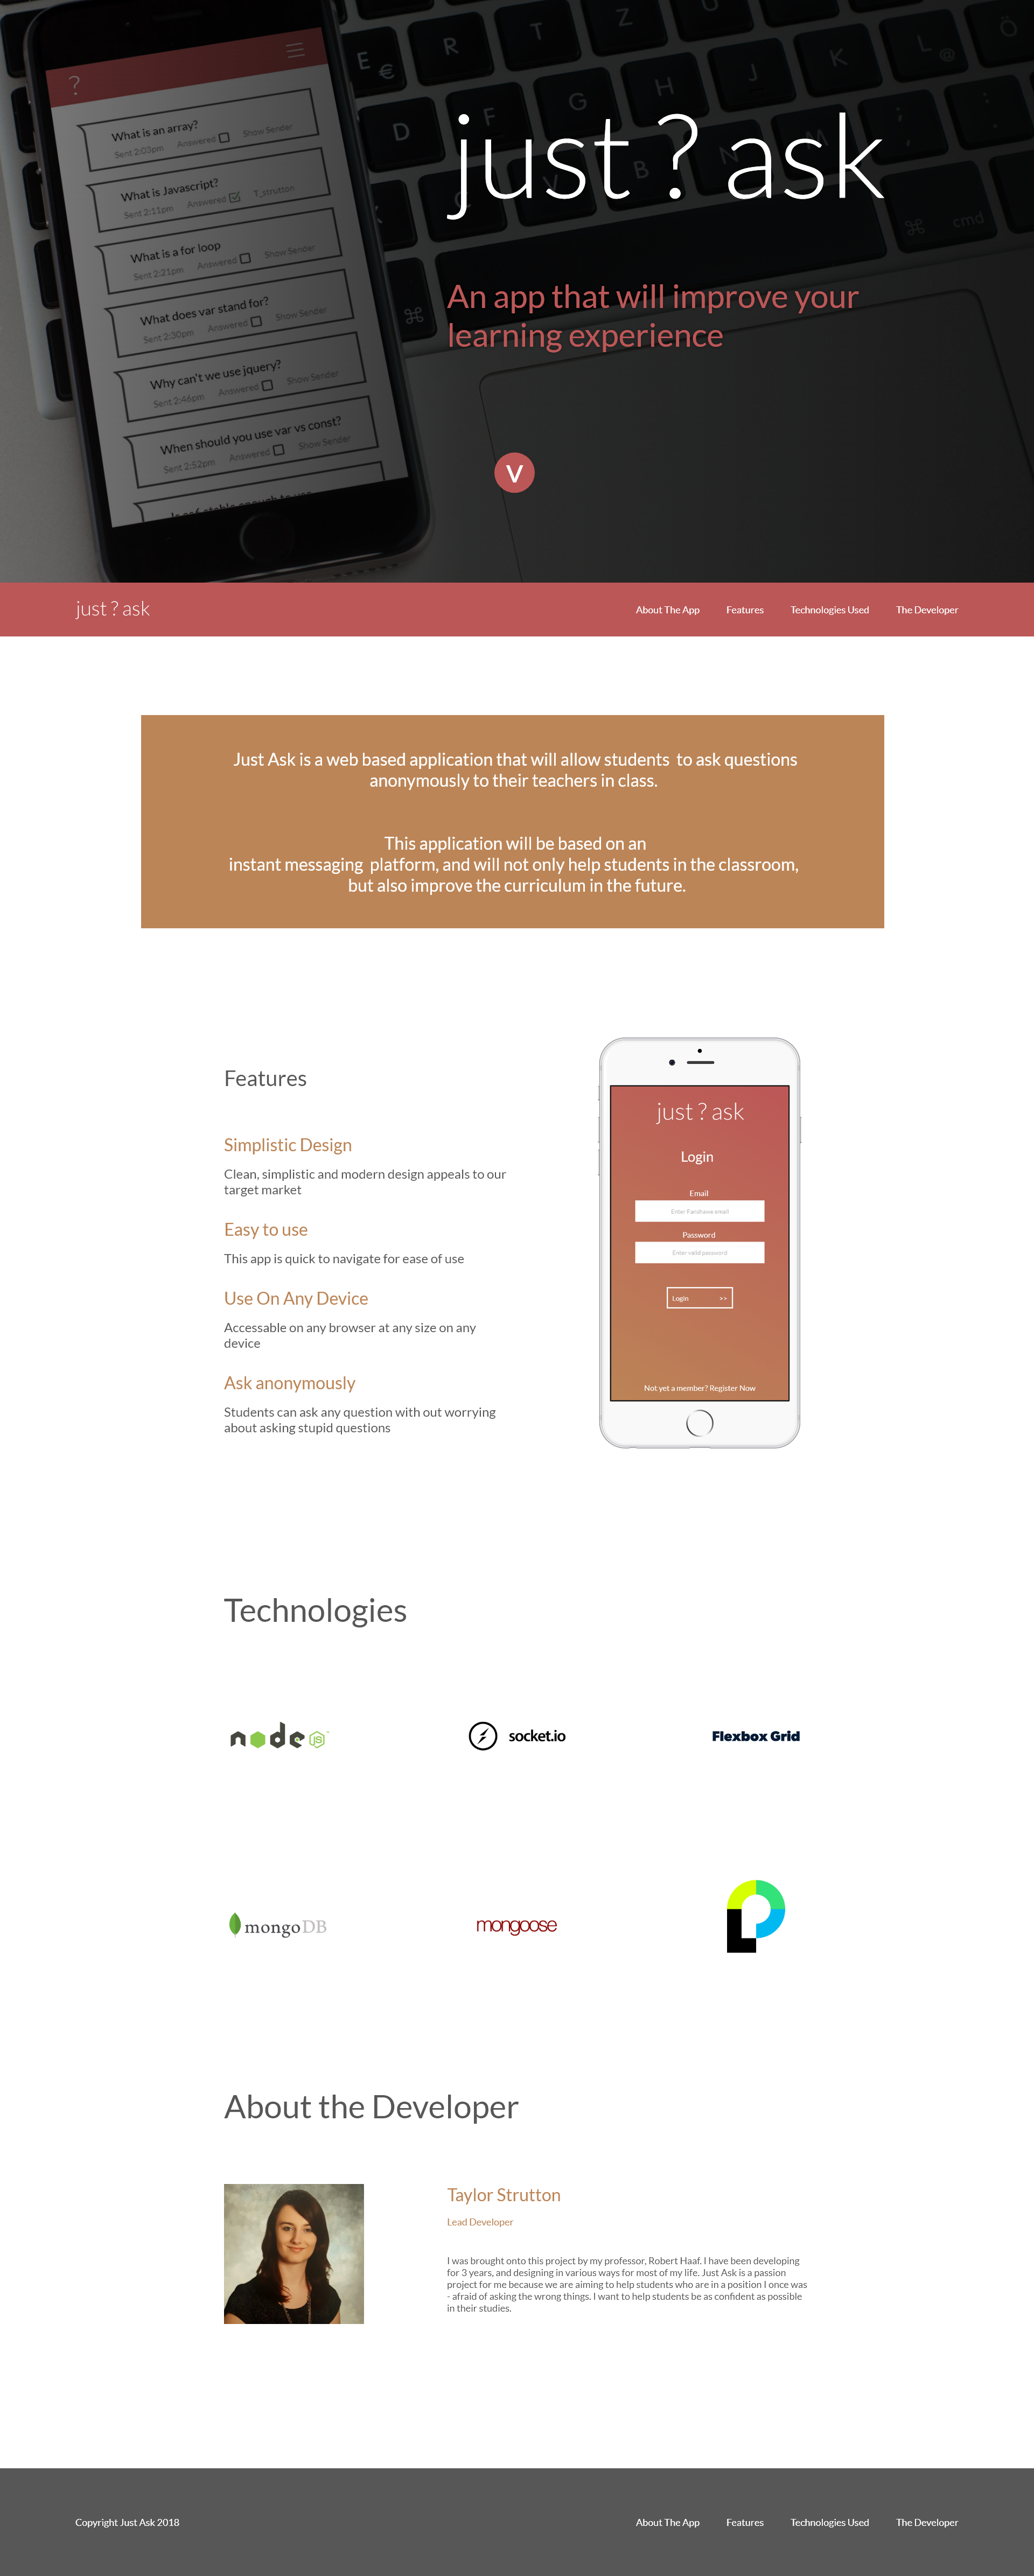 ?
What is an array?
Sent 2:03pm Answered Show Sender
What is Javascript?
Sent 2:11pm Answered T_strutton
What is a for loop
Sent 2:21pm Answered Show Sender
What does var stand for?
Sent 2:30pm Answered Show Sender
Why can't we use jquery?
Sent 2:46pm Answered Show Sender
When should you use var vs const?
Sent 2:52pm Answered Show Sender
E R T Z U
€
D F G H J K L Ö
@
C V B N M
⌘ cmd
⌘
just ? ask
An app that will improve your
learning experience
V
just ? ask
About The App Features Technologies Used The Developer
Just Ask is a web based application that will allow students to ask questions
anonymously to their teachers in class.
This application will be based on an
instant messaging platform, and will not only help students in the classroom,
but also improve the curriculum in the future.
Features
Simplistic Design
Clean, simplistic and modern design appeals to our
target market
Easy to use
This app is quick to navigate for ease of use
Use On Any Device
Accessable on any browser at any size on any
device
Ask anonymously
Students can ask any question with out worrying
about asking stupid questions
just ? ask
Login
Email
Enter Fanshawe email
Password
Enter valid password
Login >>
Not yet a member? Register Now
Technologies
node JS
socket.io
Flexbox Grid
mongoDB
mongoose
About the Developer
Taylor Strutton
Lead Developer
I was brought onto this project by my professor, Robert Haaf. I have been developing
for 3 years, and designing in various ways for most of my life. Just Ask is a passion
project for me because we are aiming to help students who are in a position I once was
- afraid of asking the wrong things. I want to help students be as confident as possible
in their studies.
Copyright Just Ask 2018
About The App Features Technologies Used The Developer